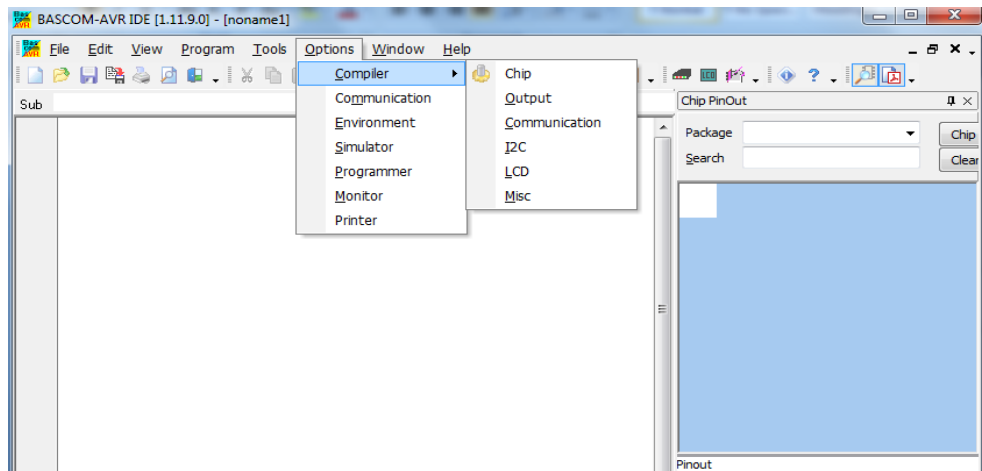 BASCOM-AVR IDE [1.11.9.0] - [noname1]
File Edit View Program Tools Options Window Help
Sub
Compiler
Communication
Environment
Simulator
Programmer
Monitor
Printer
Chip
Output
Communication
I2C
LCD
Misc
Chip PinOut
Package
Chip
Search
Clear
Pinout